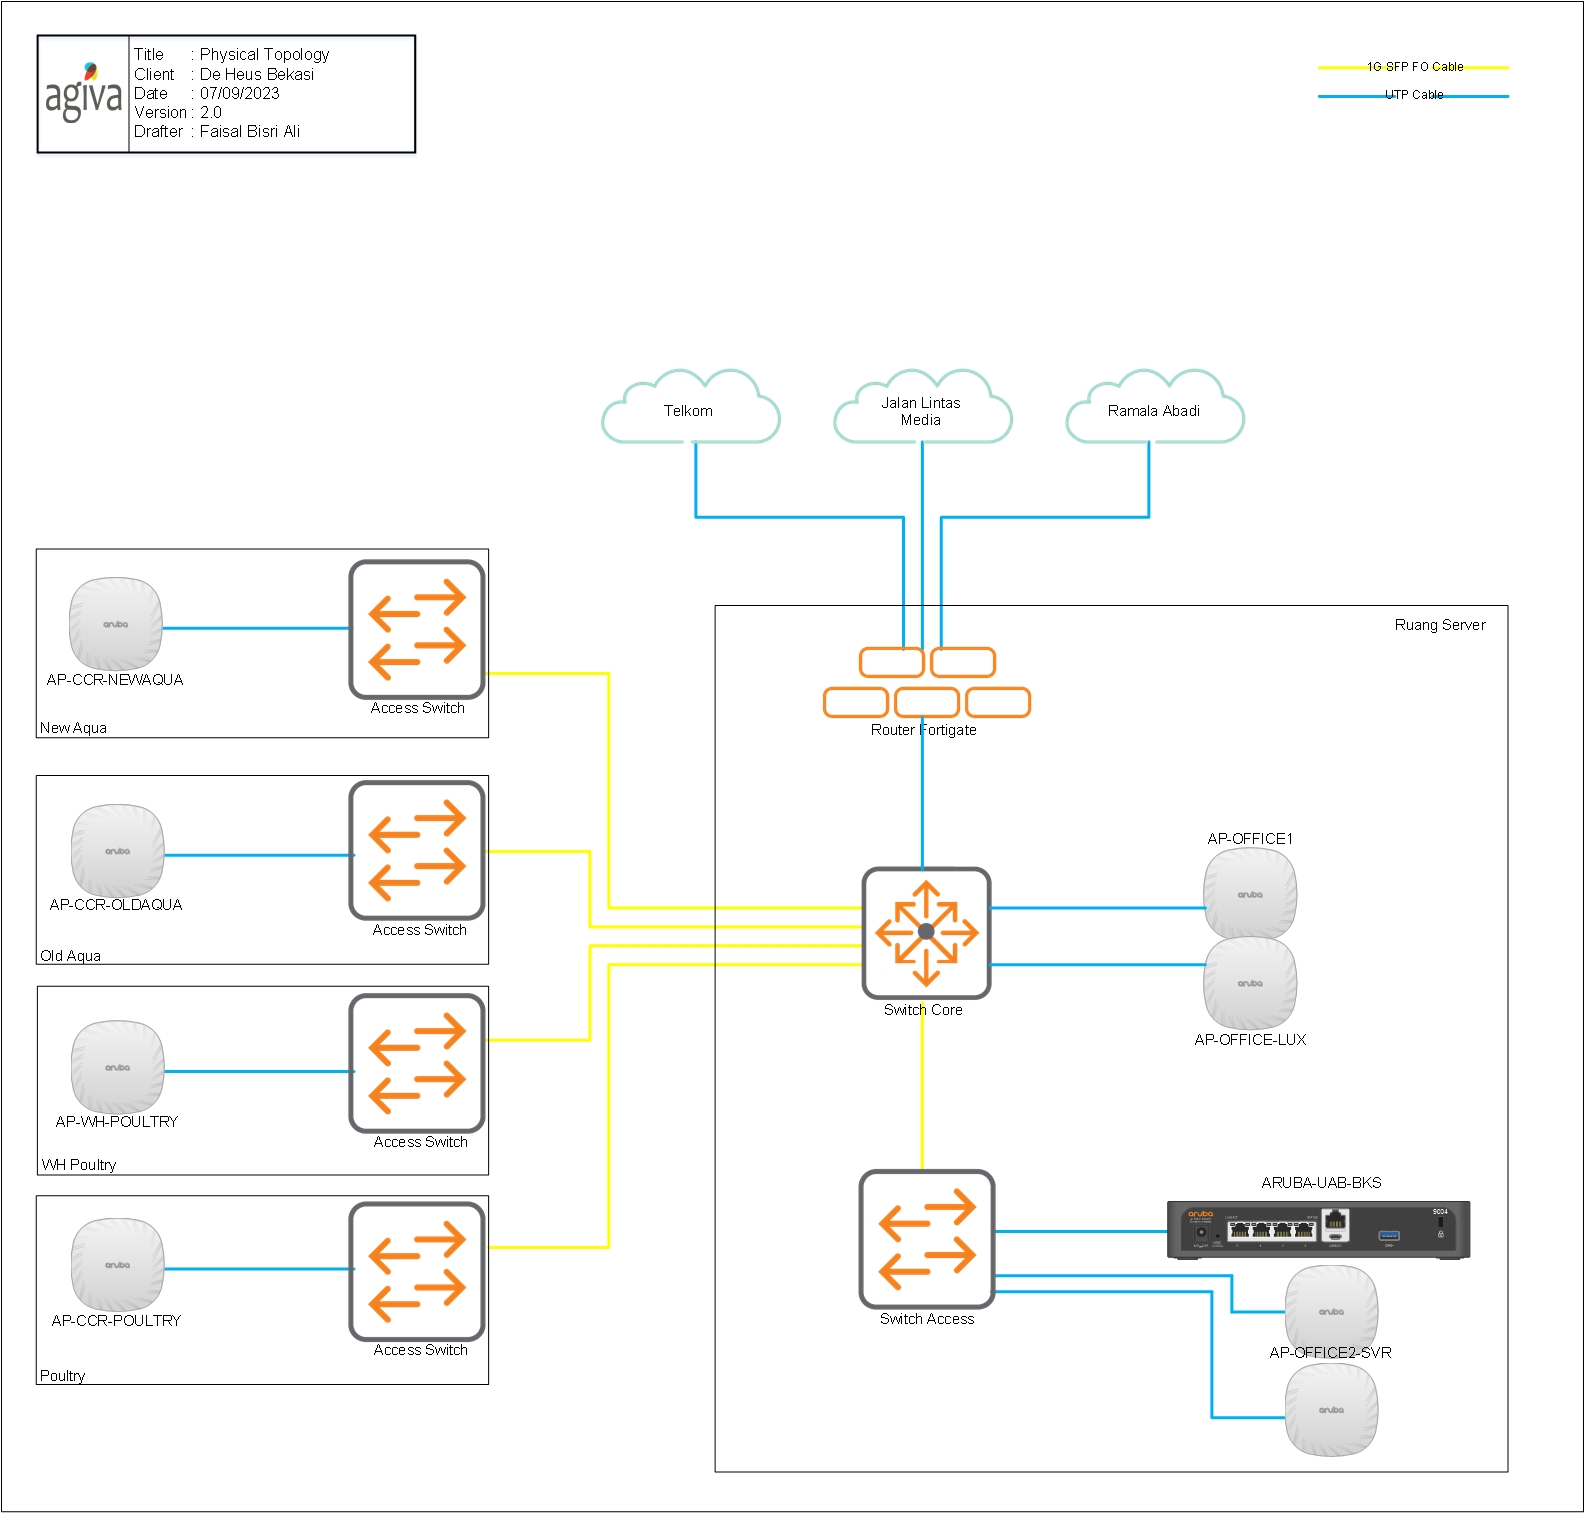 agiva
Title : Physical Topology
Client : De Heus Bekasi
Date : 07/09/2023
Version : 2.0
Drafter : Faisal Bisri Ali
1G SFP FO Cable
UTP Cable
Telkom
Jalan Lintas
Media
Ramala Abadi
Ruang Server
Router Fortigate
aruba
AP-CCR-NEWAQUA
Access Switch
New Aqua
aruba
AP-CCR-OLDAQUA
Access Switch
Old Aqua
aruba
AP-WH-POULTRY
Access Switch
WH Poultry
aruba
AP-CCR-POULTRY
Access Switch
Poultry
AP-OFFICE1
aruba
aruba
AP-OFFICE-LUX
Switch Core
Switch Access
ARUBA-UAB-BKS
aruba
9004
aruba
AP-OFFICE2-SVR
aruba